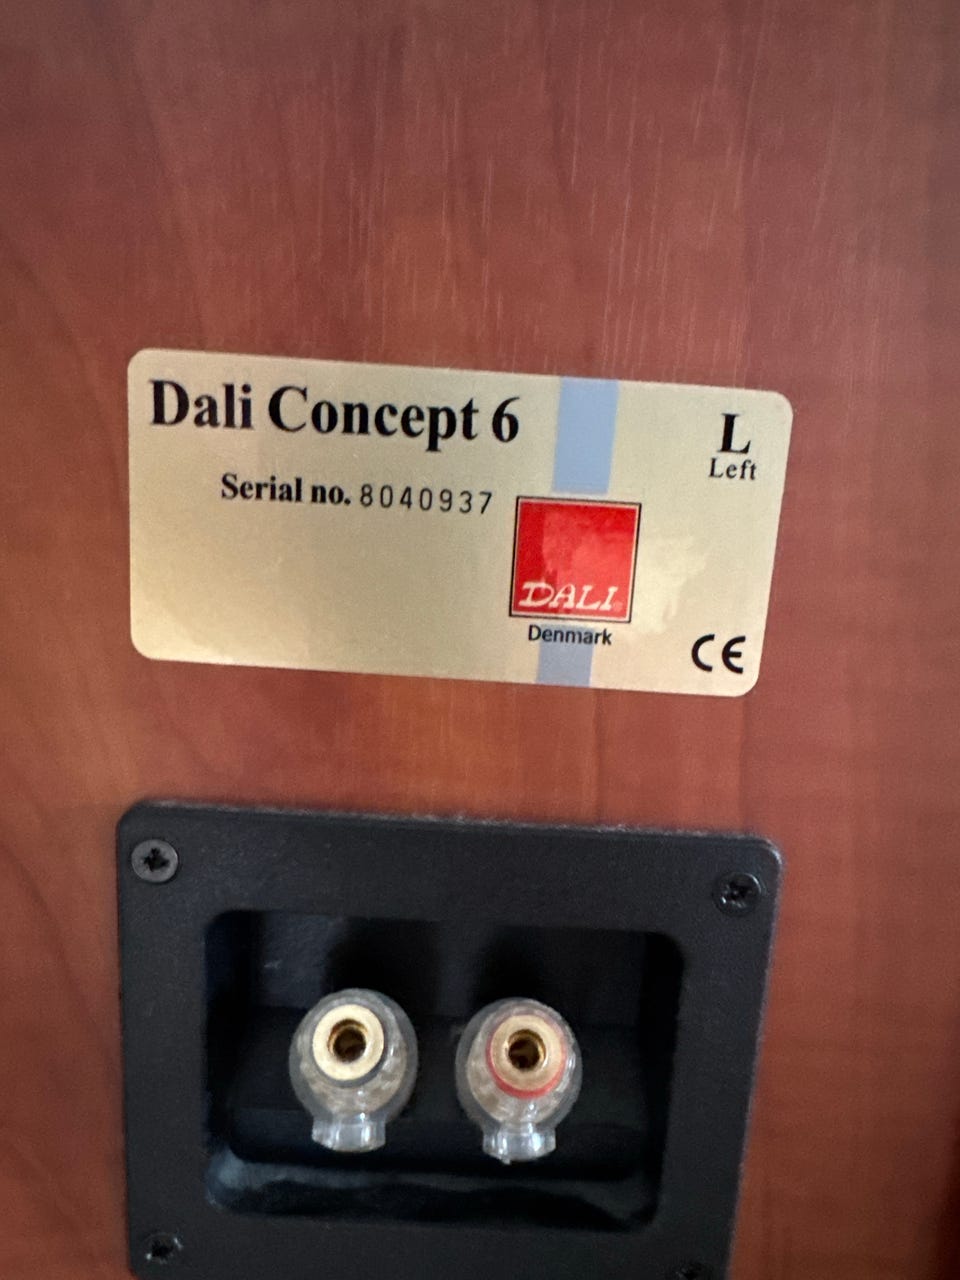 Dali Concept 6
L
Left
Serial no. 8040937
DALI
Denmark
CE